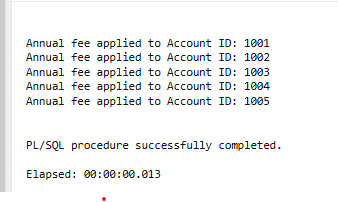 Annual fee applied to Account ID: 1001
Annual fee applied to Account ID: 1002
Annual fee applied to Account ID: 1003
Annual fee applied to Account ID: 1004
Annual fee applied to Account ID: 1005
PL/SQL procedure successfully completed.
Elapsed: 00:00:00.013